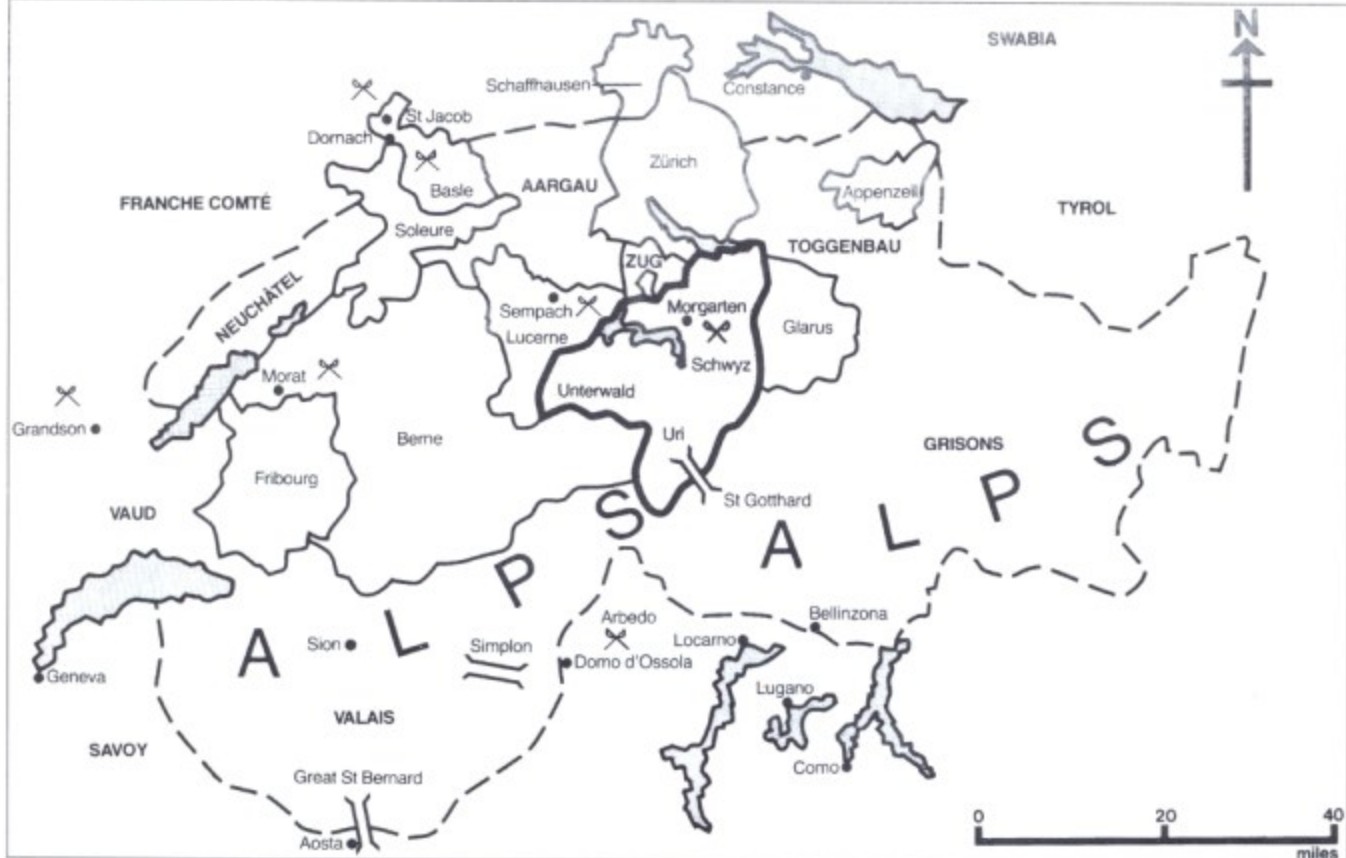 N
SWABIA
Schaffhausen
Constance
St Jacob
Dornach
Zürich
Basle
AARGAU
Appenzell
FRANCHE COMTÉ
TYROL
Soleure
TOGGENBAU
ZUG
NEUCHÂTEL
Sempach
Morgarten
Lucerne
Glarus
Schwyz
Morat
Unterwald
Grandson
Berne
Uri
GRISONS
Fribourg
St Gotthard
VAUD
ALPS
ALPS
Arbedo
Bellinzona
Sion
Simplon
Locarno
Domo d'Ossola
Geneva
Lugano
VALAIS
SAVOY
Como
Great St Bernard
Aosta
0 20 40
miles